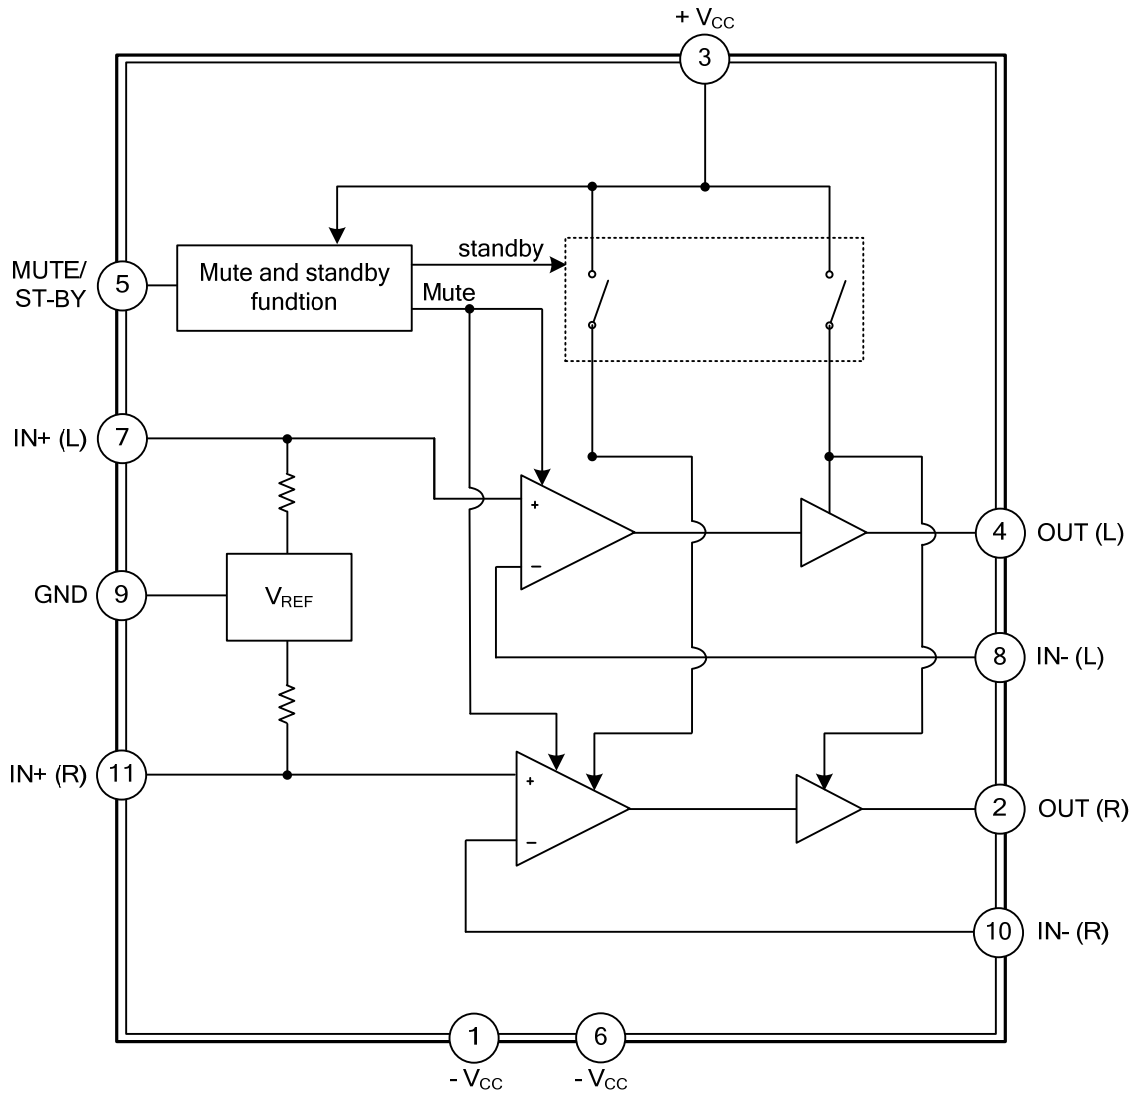 + VCC
3
standby
MUTE/
ST-BY
5
Mute and standby
fundtion
Mute
IN+ (L)
7
+
−
4
OUT (L)
GND
9
VREF
8
IN- (L)
IN+ (R)
11
+
−
2
OUT (R)
10
IN- (R)
1
6
- VCC
- VCC